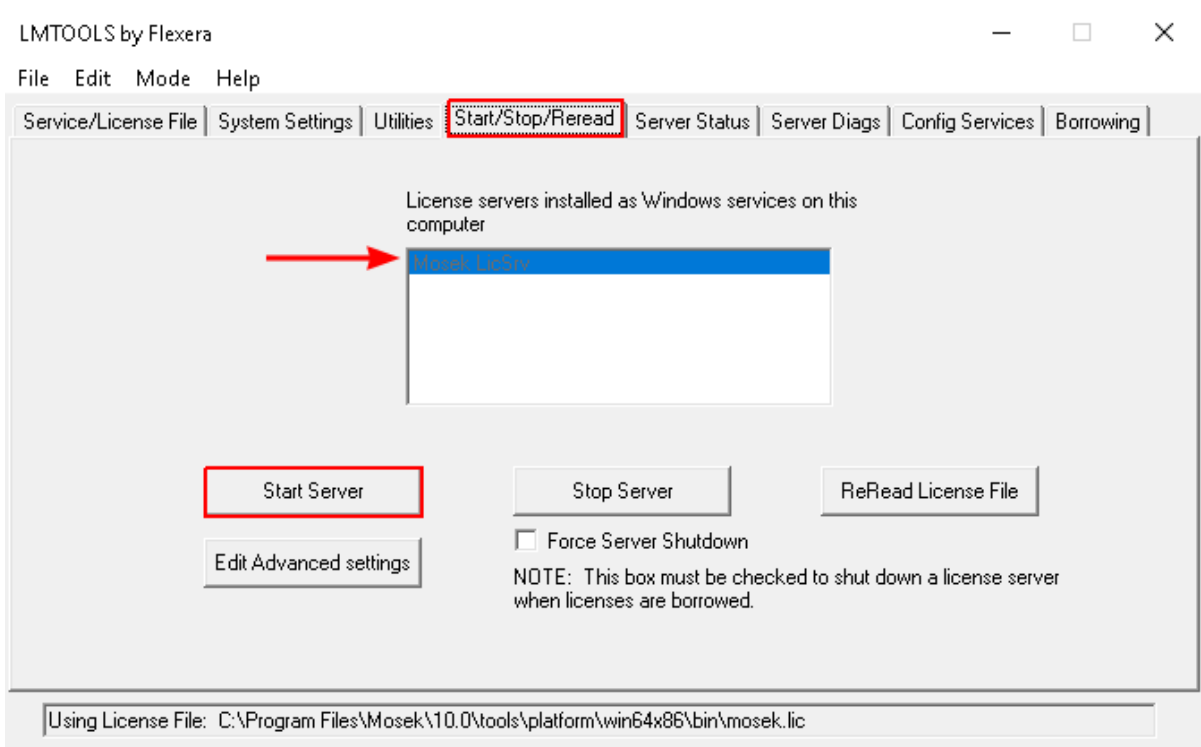 LMTOOLS by Flexera
File Edit Mode Help
Service/License File System Settings Utilities Start/Stop/Reread Server Status Server Diags Config Services Borrowing
License servers installed as Windows services on this
computer
Mosek LicSrv
Start Server Stop Server ReRead License File
Edit Advanced settings
Force Server Shutdown
NOTE: This box must be checked to shut down a license server
when licenses are borrowed.
Using License File: C:\Program Files\Mosek\10.0\tools\platform\win64x86\bin\mosek.lic